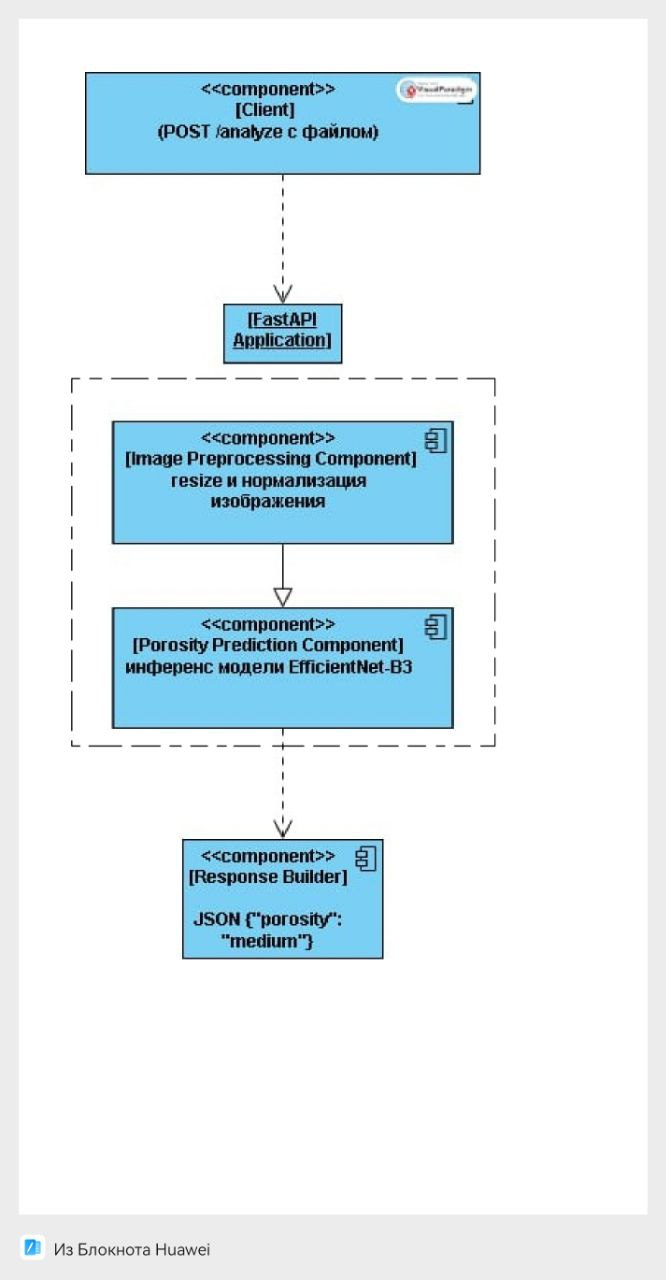 <<component>>
VisualParadigm
[Client]
(POST /analyze с файлом)
[FastAPI
Application]
<<component>>
[Image Preprocessing Component]
resize и нормализация
изображения
<<component>>
[Porosity Prediction Component]
инференс модели EfficientNet-B3
<<component>>
[Response Builder]
JSON {"porosity":
"medium"}
Из Блокнота Huawei